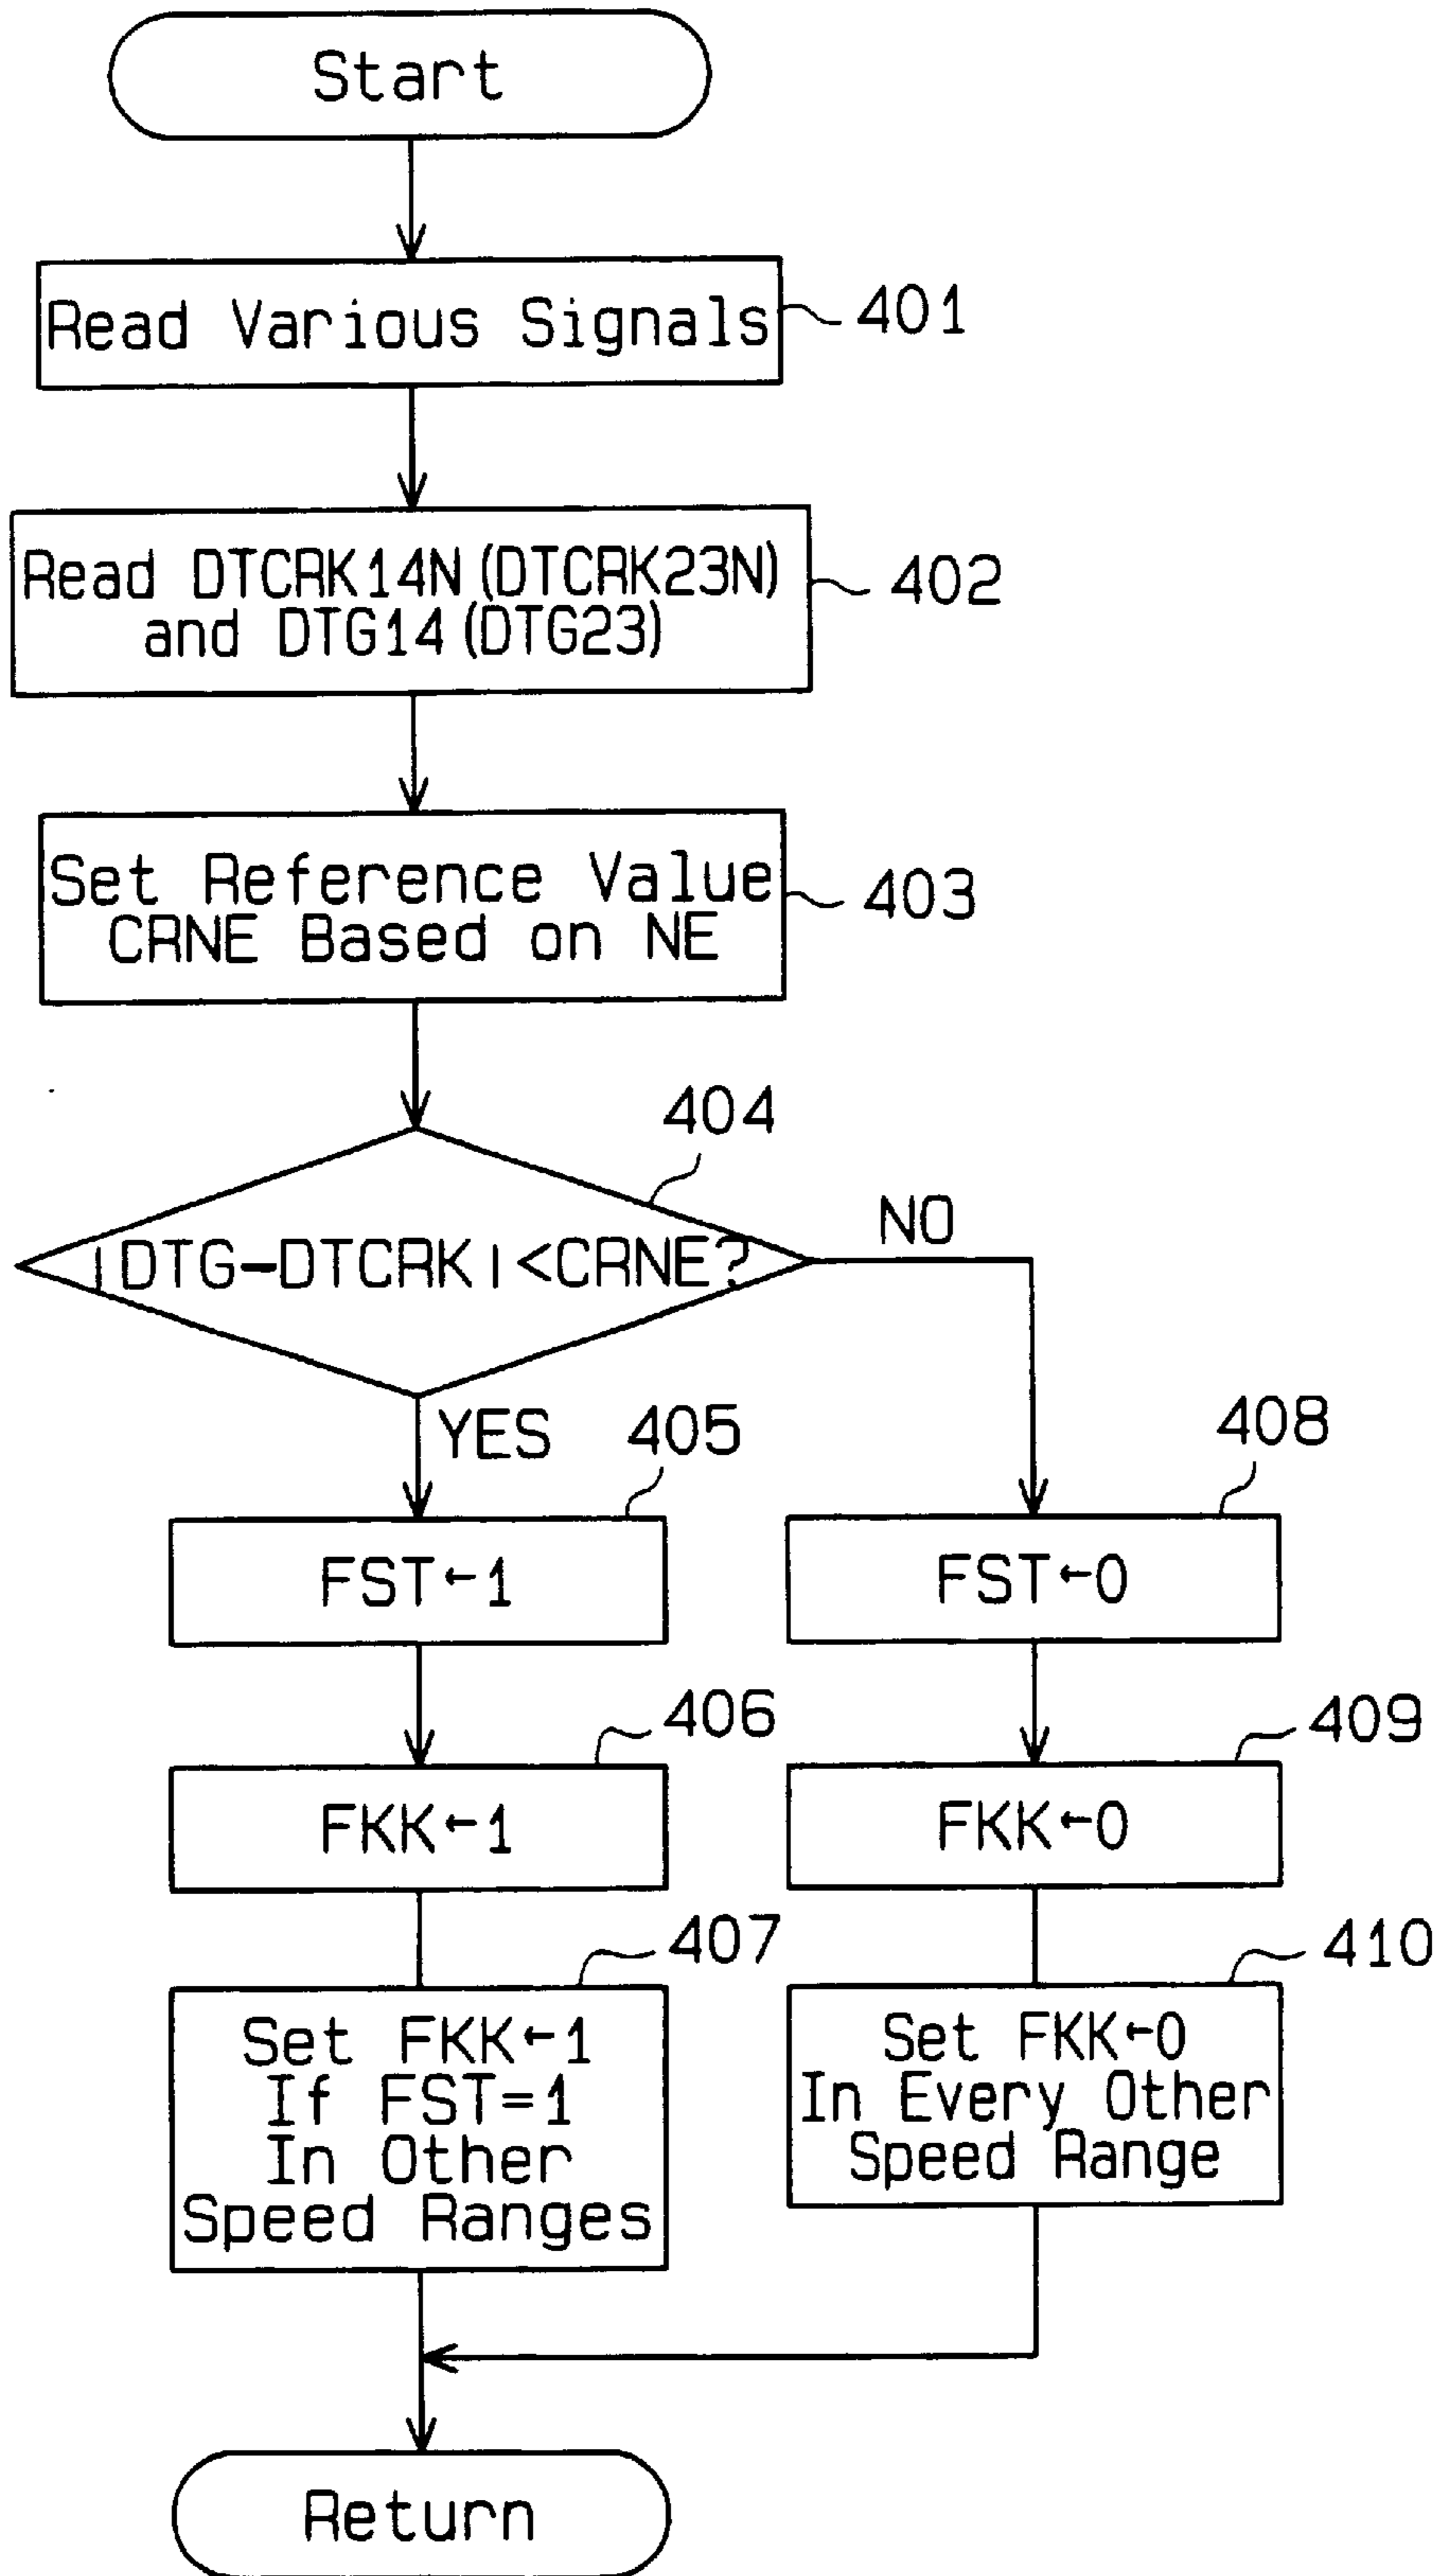 Start
Read Various Signals
401
Read DTCRK14N (DTCRK23N)
and DTG14 (DTG23)
402
Set Reference Value
CRNE Based on NE
403
404
|DTG-DTCRK|<CRNE?
NO
YES
405
408
FST←1
FST←0
406
409
FKK←1
FKK←0
407
410
Set FKK←1
If FST=1
In Other
Speed Ranges
Set FKK←0
In Every Other
Speed Range
Return